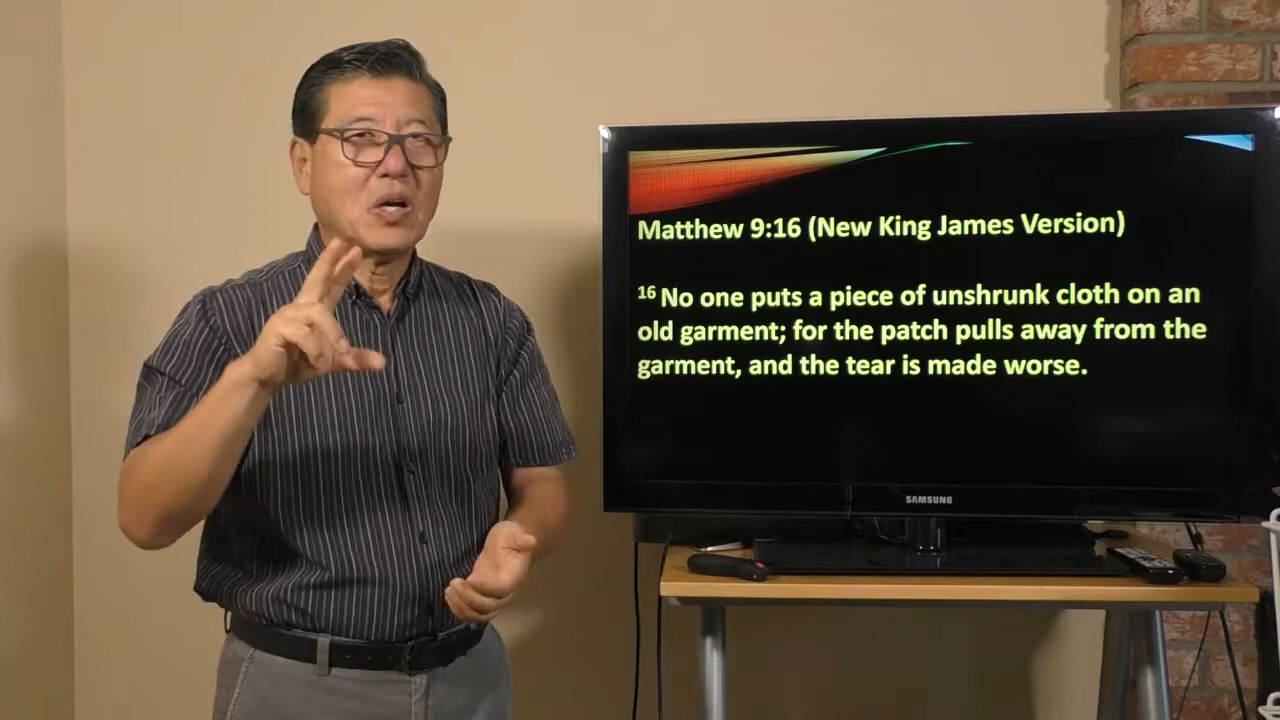 Matthew 9:16 (New King James Version)
16 No one puts a piece of unshrunk cloth on an
old garment; for the patch pulls away from the
garment, and the tear is made worse.
SAMSUNG